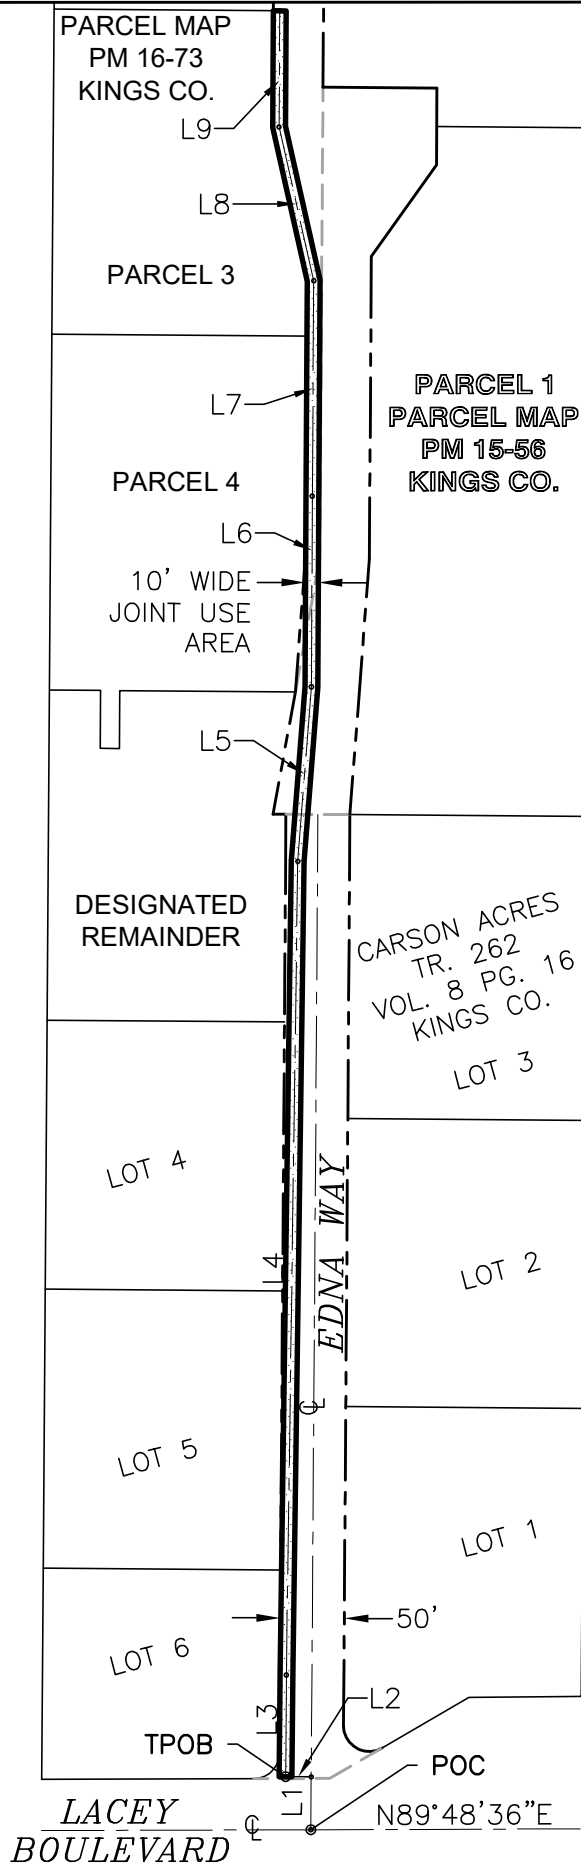 PARCEL MAP
PM 16-73
KINGS CO.
L9
L8
PARCEL 3
L7
PARCEL 1
PARCEL MAP
PM 15-56
KINGS CO.
PARCEL 4
L6
10' WIDE
JOINT USE
AREA
L5
DESIGNATED
REMAINDER
CARSON ACRES
TR. 262
VOL. 8 PG. 16
KINGS CO.
LOT 3
LOT 4
EDNA WAY
L4
LOT 2
℄
LOT 5
LOT 1
50'
LOT 6
L3
L2
TPOB
POC
L1
LACEY
BOULEVARD
℄
N89°48'36"E